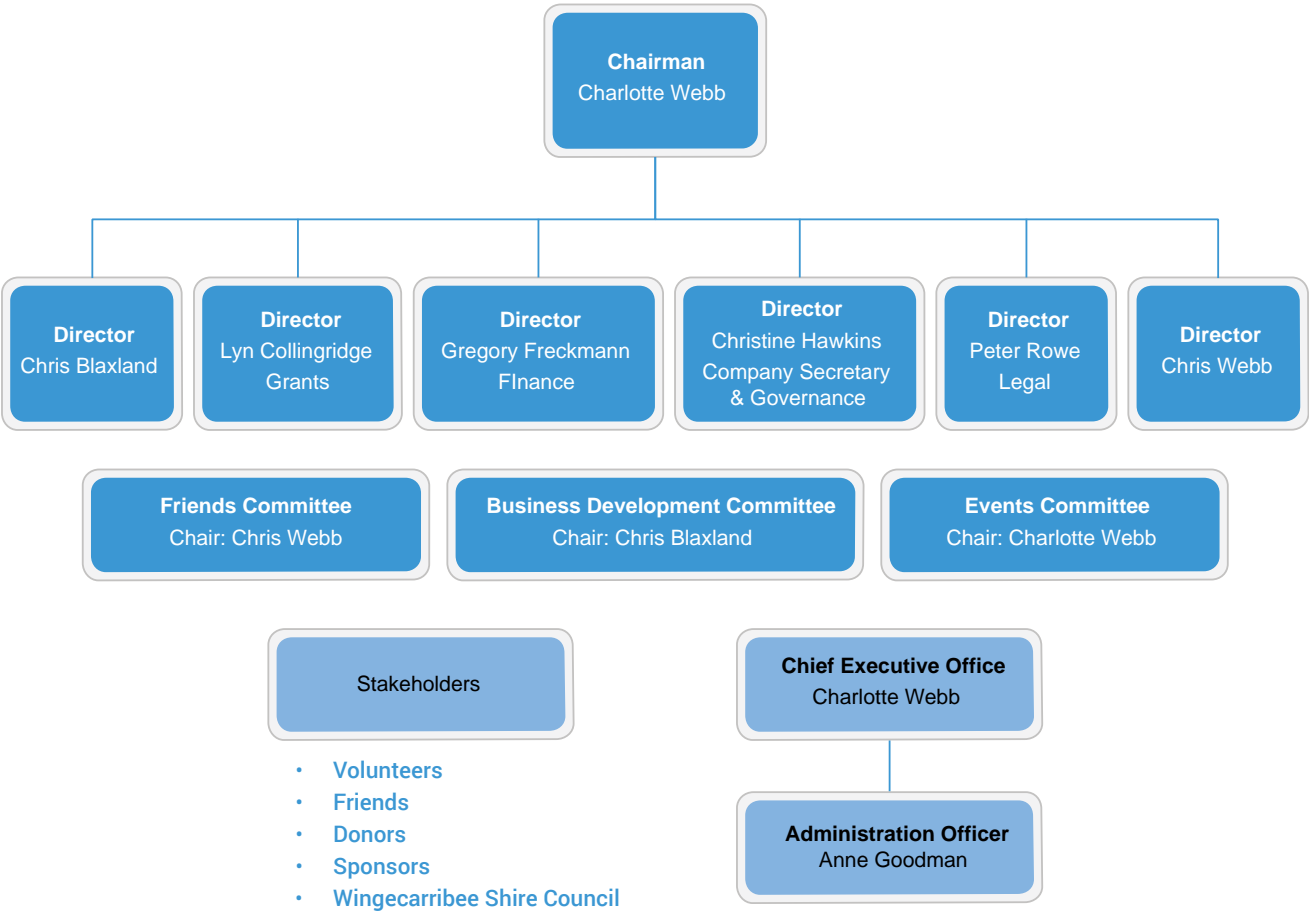 Chairman
Charlotte Webb
Director
Chris Blaxland
Director
Lyn Collingridge
Grants
Director
Gregory Freckmann
FInance
Director
Christine Hawkins
Company Secretary
& Governance
Director
Peter Rowe
Legal
Director
Chris Webb
Friends Committee
Chair: Chris Webb
Business Development Committee
Chair: Chris Blaxland
Events Committee
Chair: Charlotte Webb
Stakeholders
• Volunteers
• Friends
• Donors
• Sponsors
• Wingecarribee Shire Council
Chief Executive Office
Charlotte Webb
Administration Officer
Anne Goodman